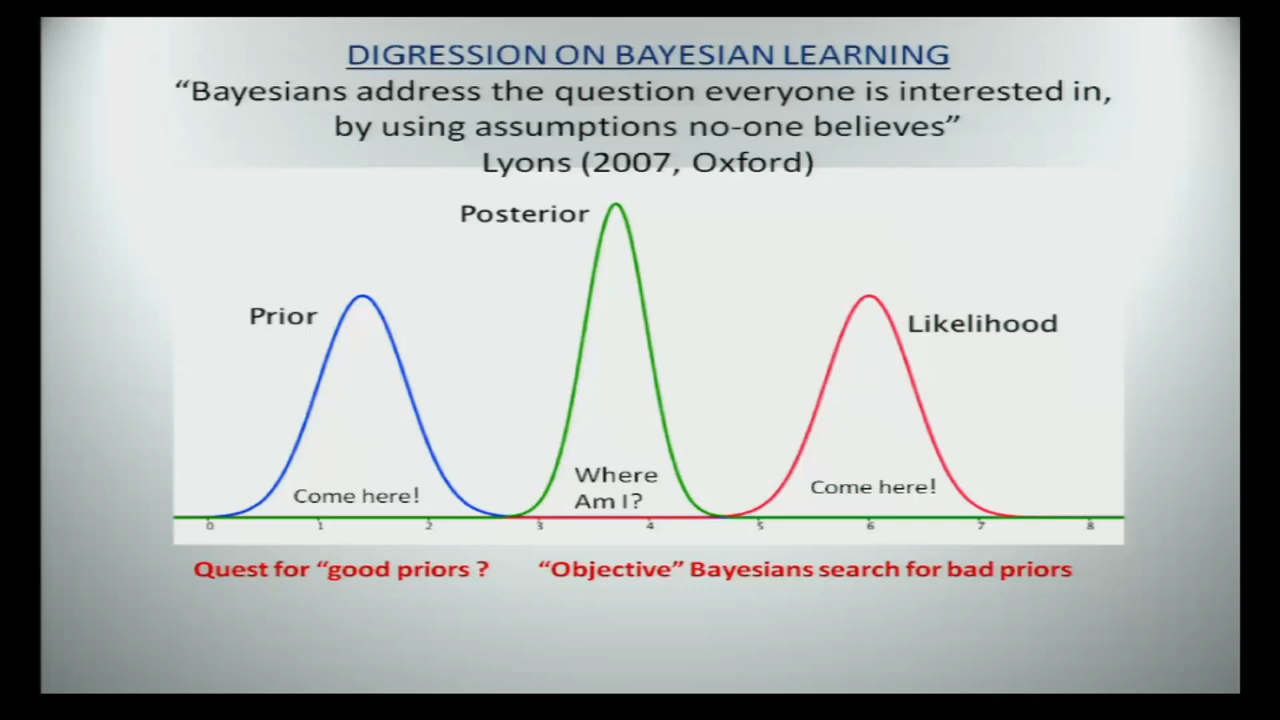 DIGRESSION ON BAYESIAN LEARNING
“Bayesians address the question everyone is interested in,
by using assumptions no-one believes”
Lyons (2007, Oxford)
Posterior
Prior
Likelihood
Where
Am I?
Come here!
Come here!
0 1 2 3 4 5 6 7 8
Quest for “good priors ?
“Objective” Bayesians search for bad priors